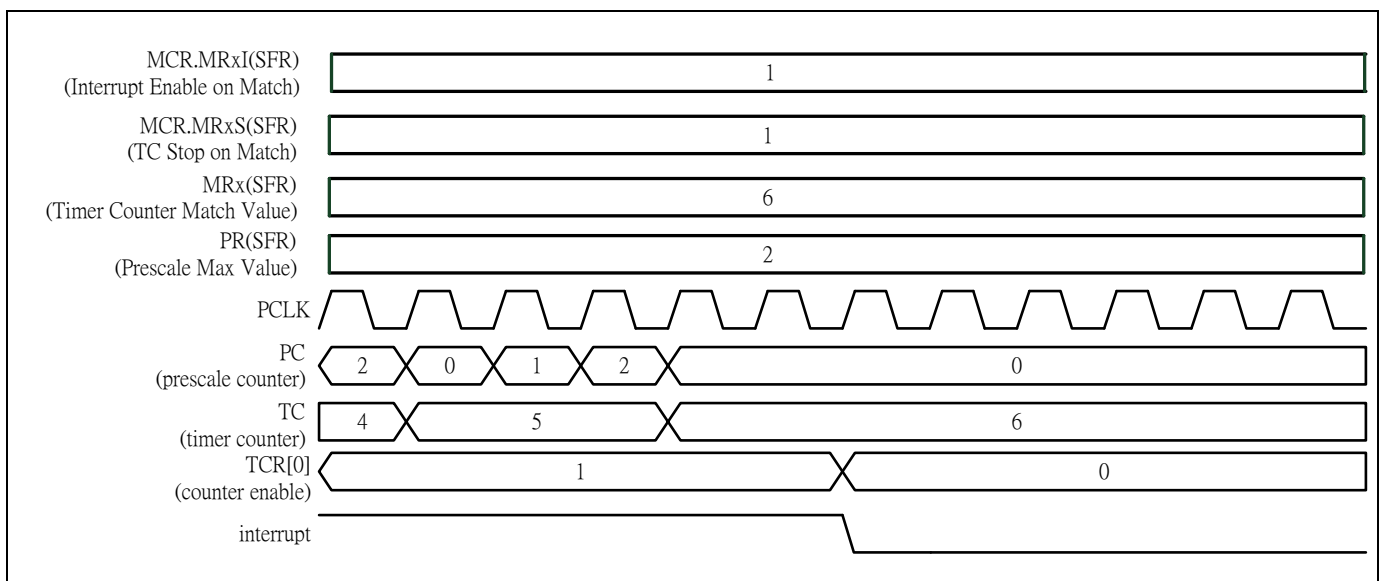 MCR.MRxI(SFR)
(Interrupt Enable on Match)
1
MCR.MRxS(SFR)
(TC Stop on Match)
1
MRx(SFR)
(Timer Counter Match Value)
6
PR(SFR)
(Prescale Max Value)
2
PCLK
PC
(prescale counter)
2 0 1 2 0
TC
(timer counter)
4 5 6
TCR[0]
(counter enable)
1 0
interrupt